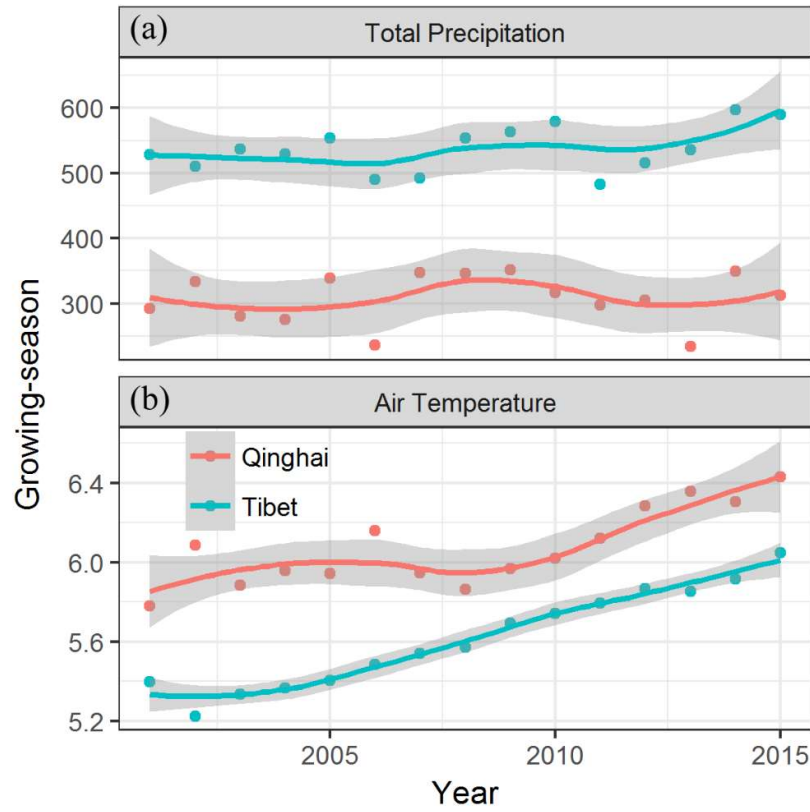 (a) Total Precipitation
600
500
400
300
Growing-season
(b) Air Temperature
Qinghai
Tibet
6.4
6.0
5.6
5.2
2005 2010 2015
Year